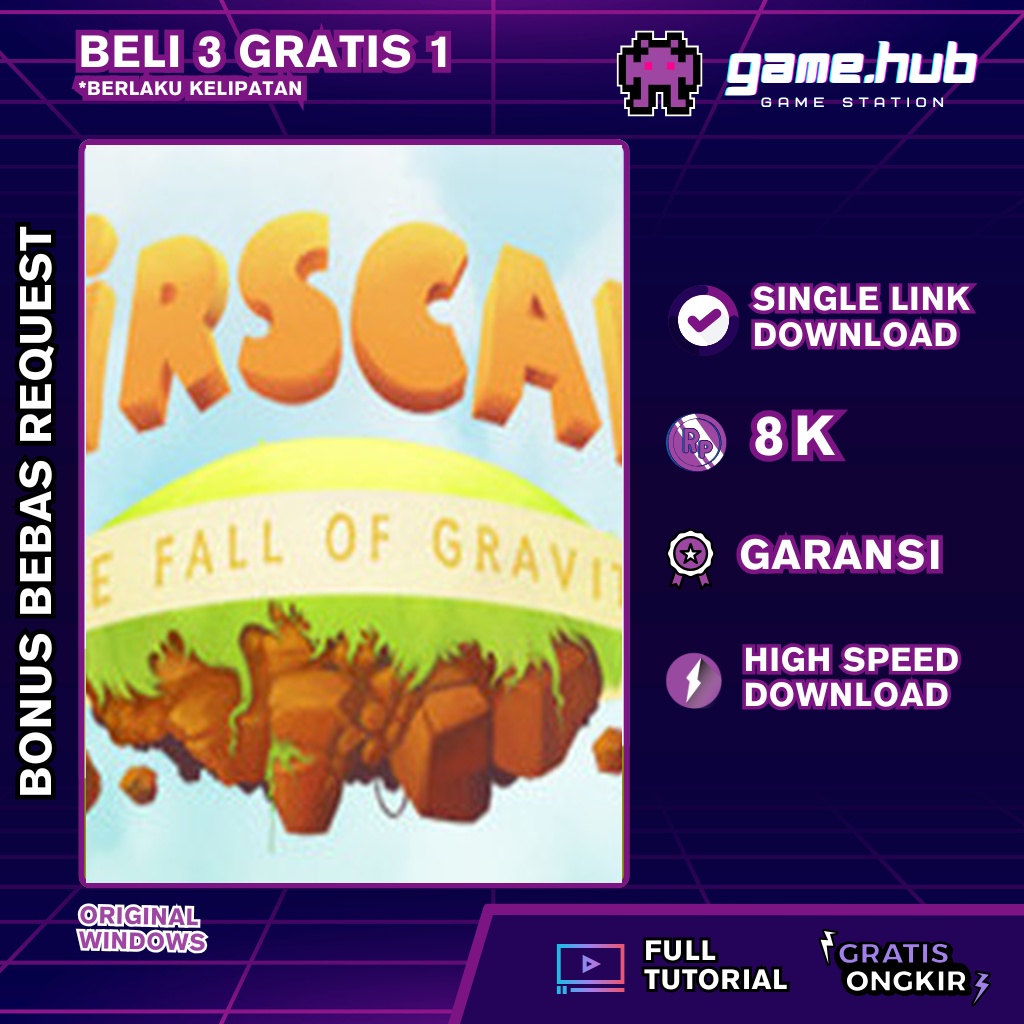 BELI 3 GRATIS 1
*BERLAKU KELIPATAN
game.hub
GAME STATION
BONUS BEBAS REQUEST
iRSCA
E FALL OF GRAVIT
SINGLE LINK
DOWNLOAD
Rp
8K
GARANSI
HIGH SPEED
DOWNLOAD
ORIGINAL
WINDOWS
FULL
TUTORIAL
GRATIS
ONGKIR